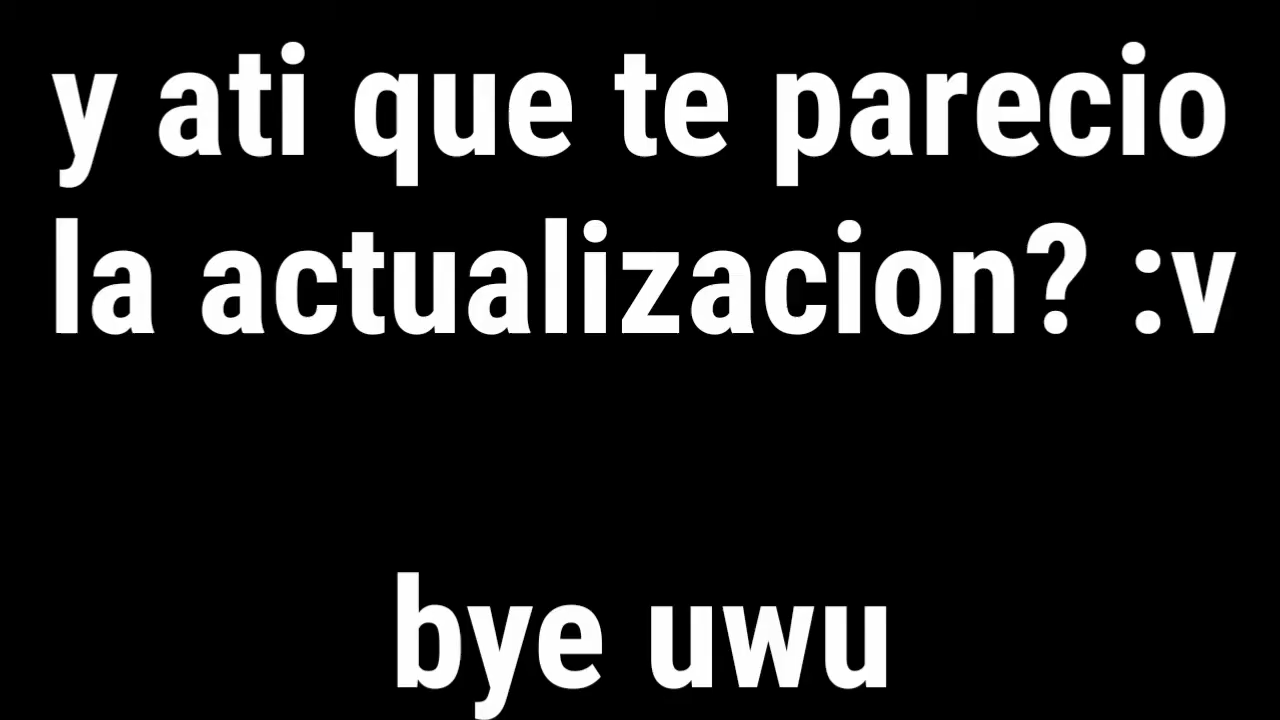 y ati que te parecio
la actualizacion? :v
bye uwu